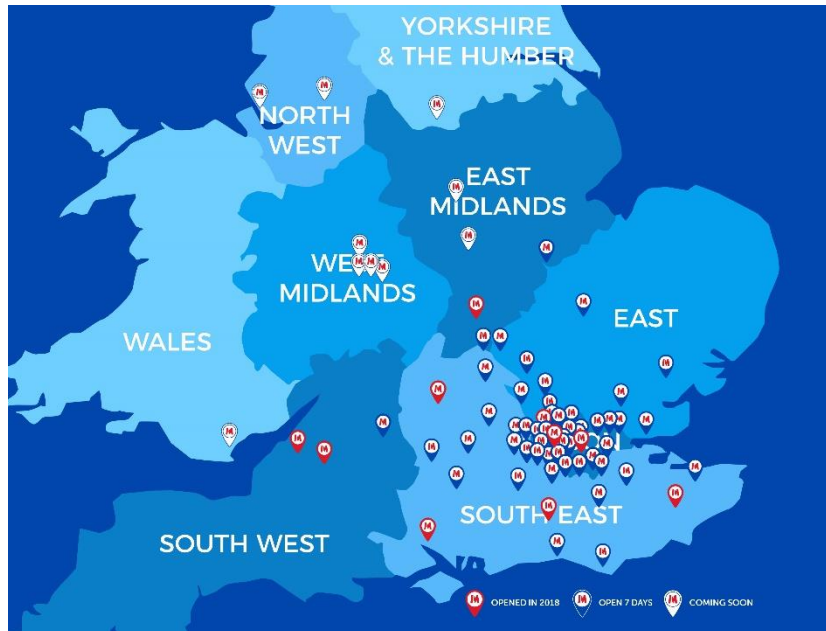 YORKSHIRE
& THE HUMBER
NORTH
WEST
EAST
MIDLANDS
MIDLANDS
EAST
WALES
SOUTH EAST
SOUTH WEST
OPENED IN 2018
OPEN 7 DAYS
COMING SOON